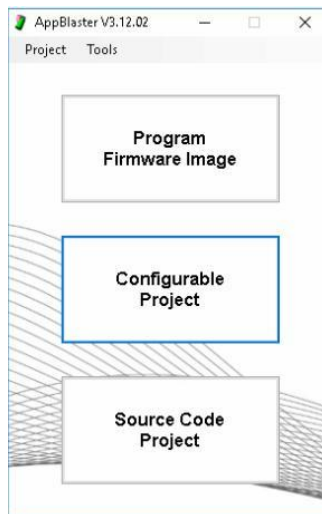 AppBlaster V3.12.02
Project Tools
Program
Firmware Image
Configurable
Project
Source Code
Project